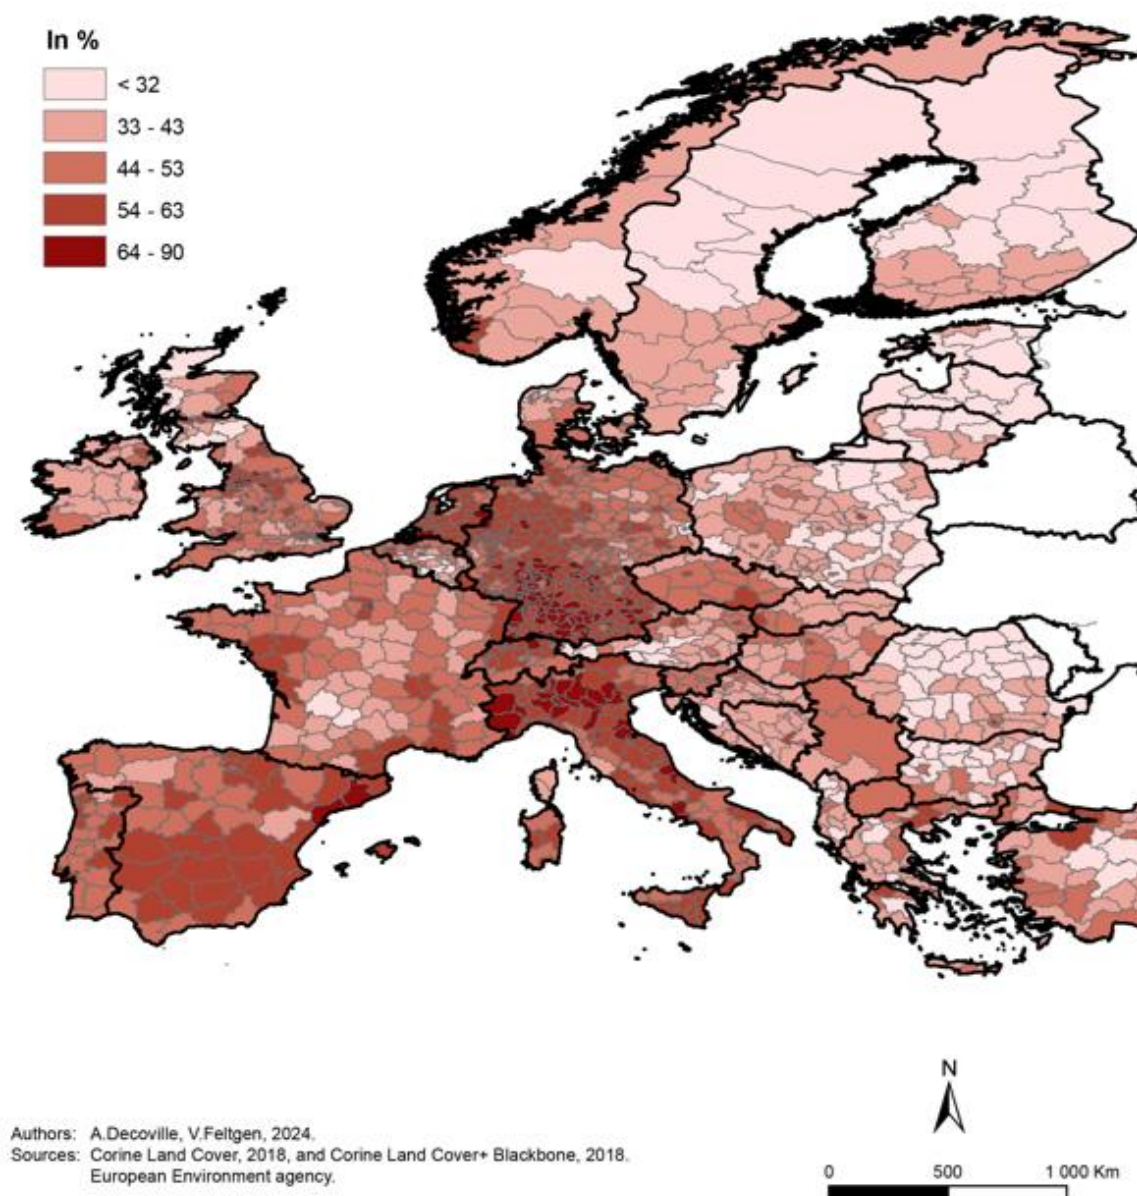 In %
< 32
33 - 43
44 - 53
54 - 63
64 - 90
N
Authors: A.Decoville, V.Feltgen, 2024.
Sources: Corine Land Cover, 2018, and Corine Land Cover+ Blackbone, 2018.
European Environment agency.
0 500 1 000 Km